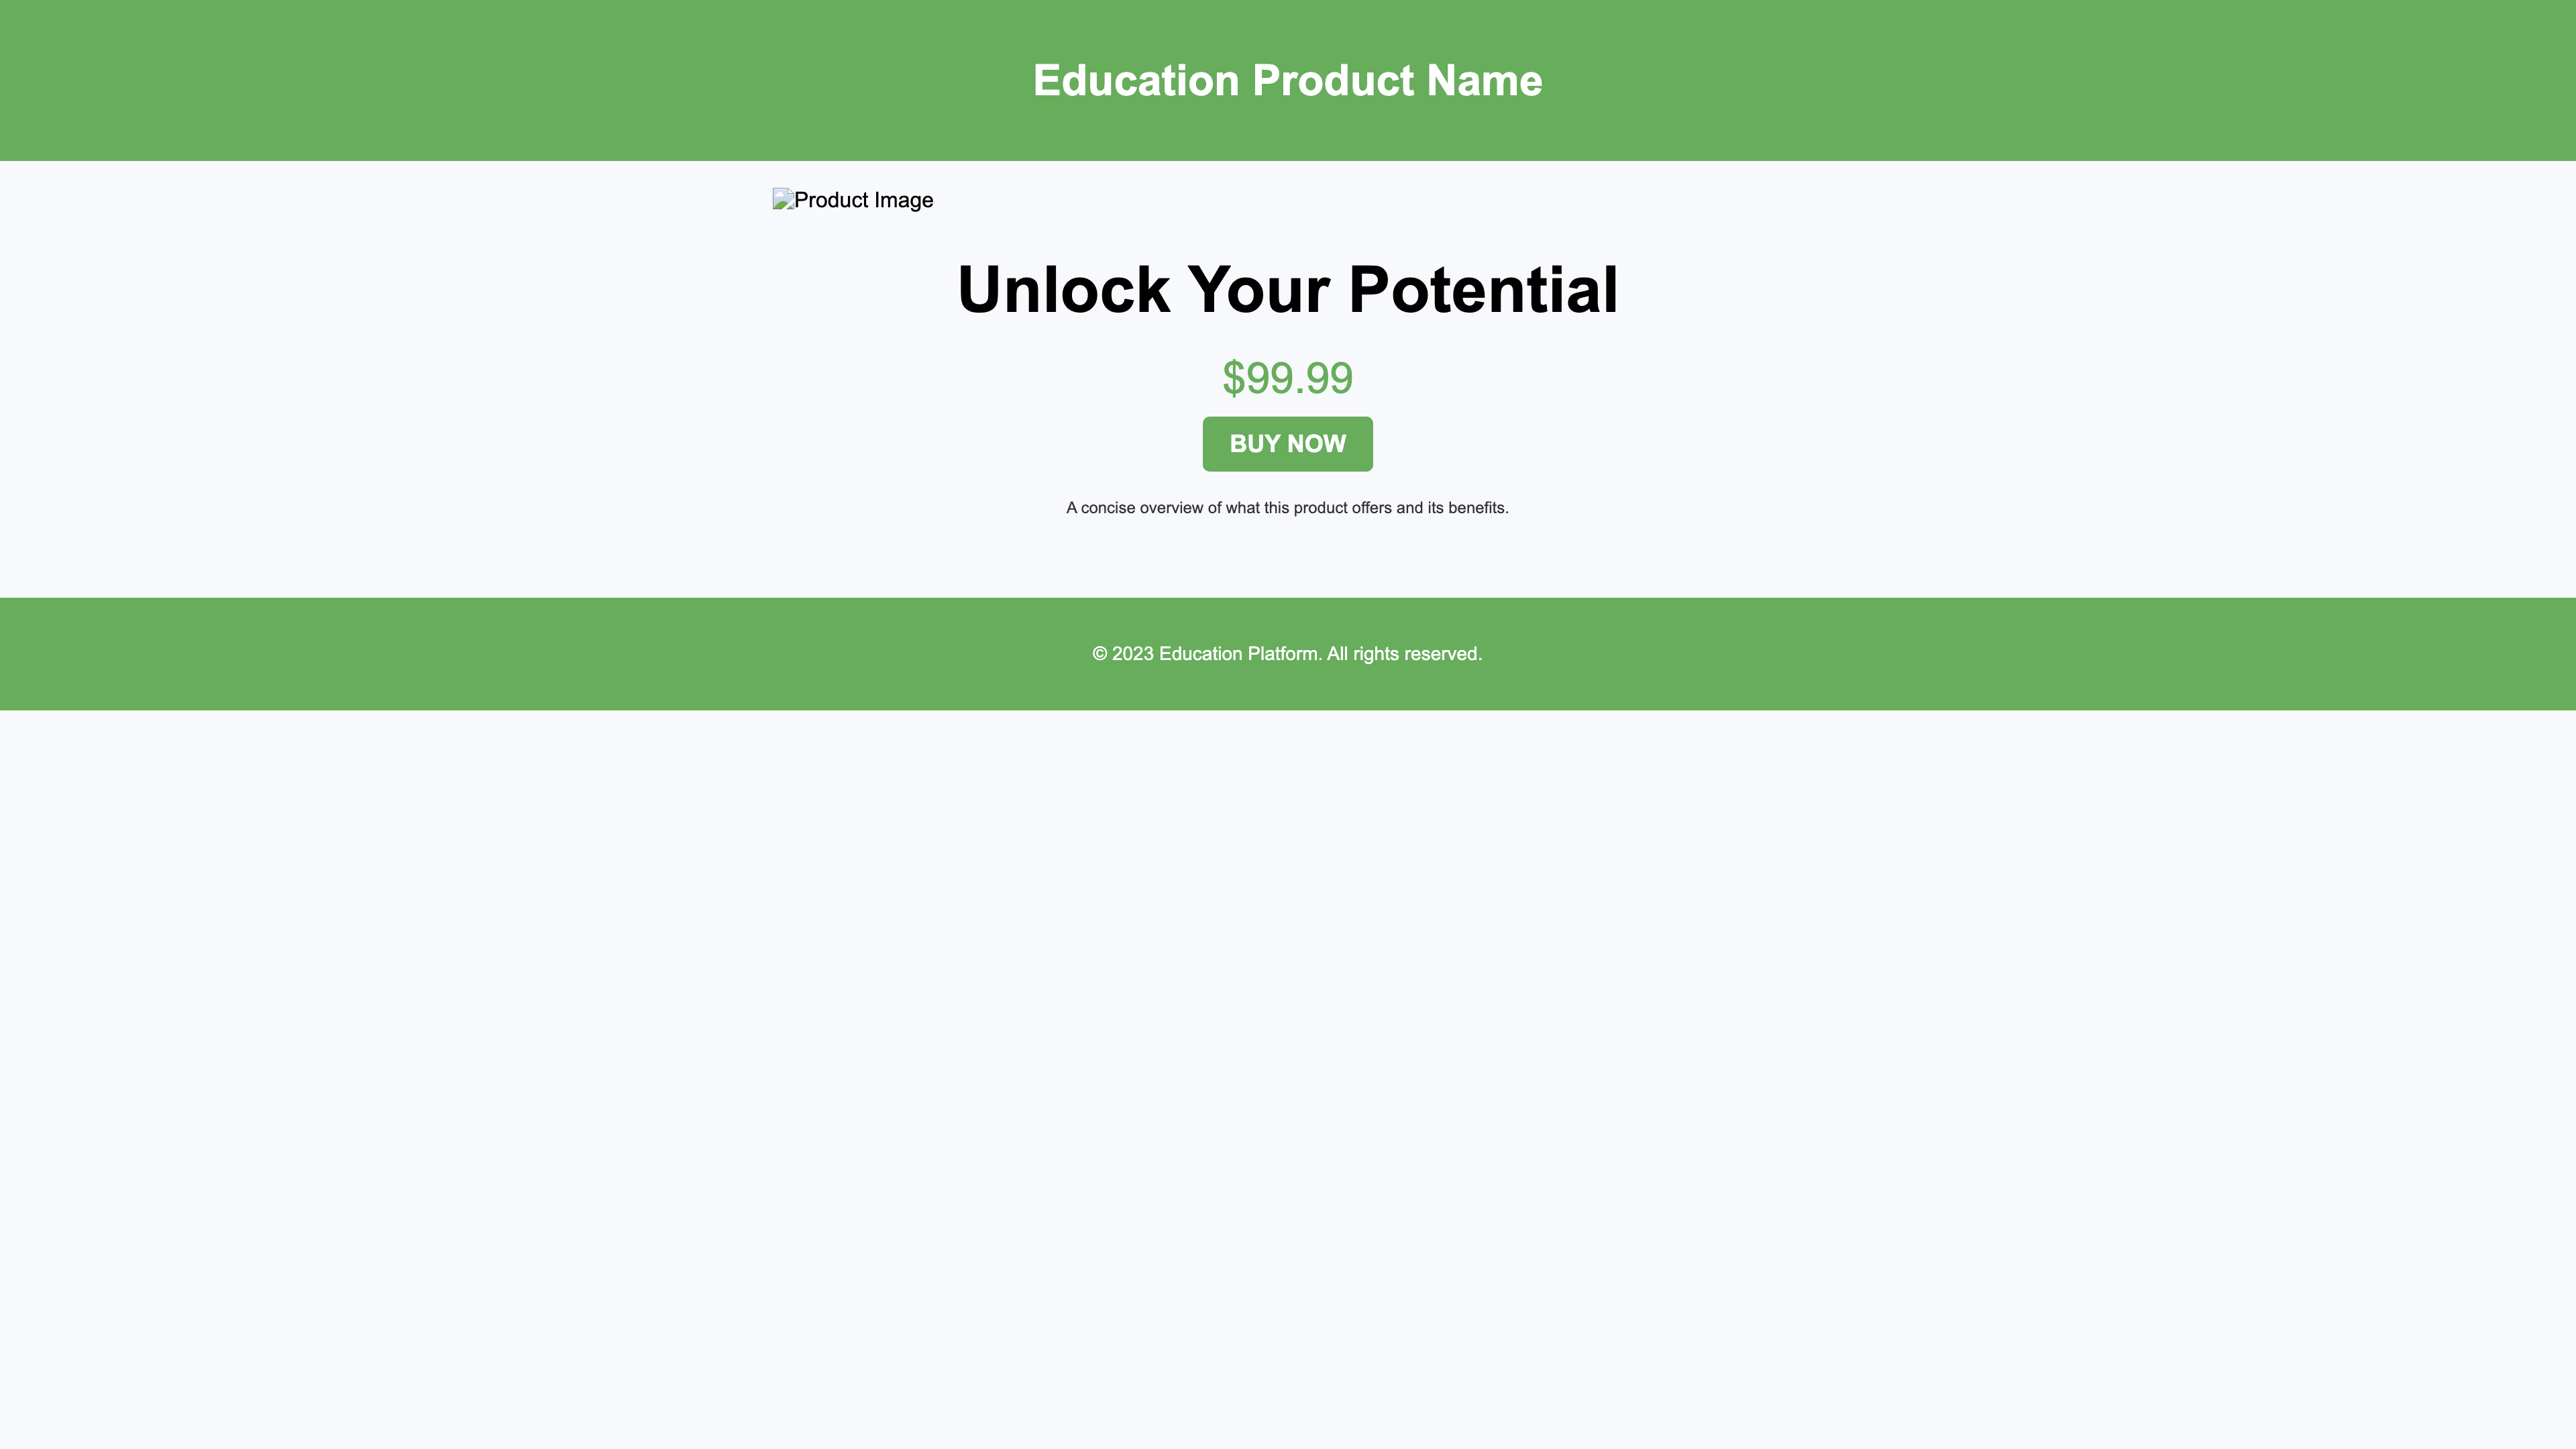 Education Product Name
Product Image
Unlock Your Potential
$99.99
BUY NOW
A concise overview of what this product offers and its benefits.
© 2023 Education Platform. All rights reserved.